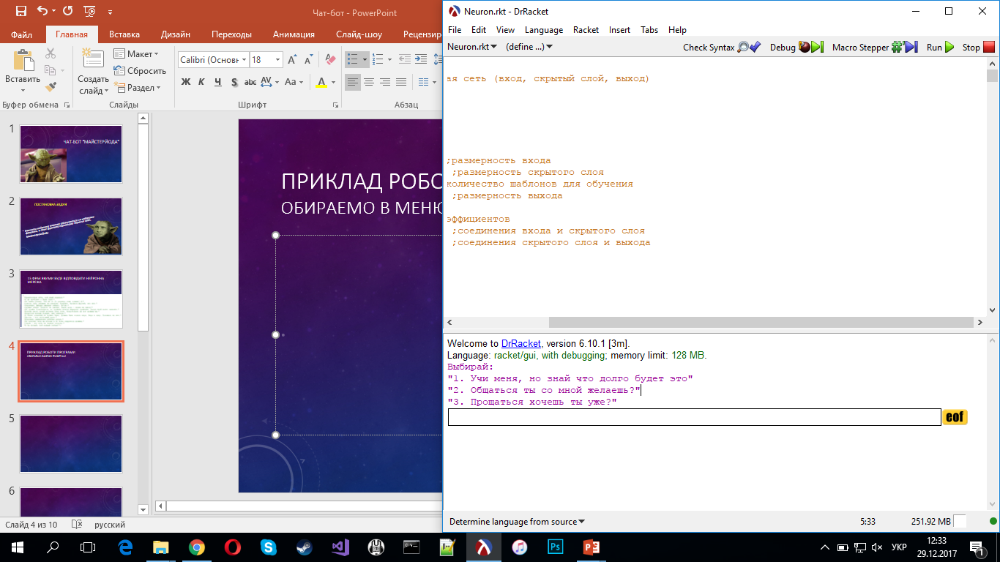 Чат-бот - PowerPoint
Файл Главная Вставка Дизайн Переходы Анимация Слайд-шоу Рецензир
Вставить
Создать слайд
Макет
Сбросить
Раздел
Calibri (Основн 18
Ж К Ч S abc AV Aa A
Буфер обмена Слайды Шрифт Абзац
1
ЧАТ-БОТ "МАЙСТЕРЙОДА"
2
ПОСТАНОВКА ЗАДАЧІ
3
15 ФРАЗ ЯКИМИ БУДЕ ВІДПОВІДАТИ НЕЙРОННА МЕРЕЖА
4
ПРИКЛАД РОБОТИ ПРОГРАМИ
5
6
ПРИКЛАД РОБО
ОБИРАЕМО В МЕНЮ
Слайд 4 из 10 русский
Neuron.rkt - DrRacket
File Edit View Language Racket Insert Tabs Help
Neuron.rkt (define ...) Check Syntax Debug Macro Stepper Run Stop
ая сеть (вход, скрытый слой, выход)
;размерность входа
;размерность скрытого слоя
количество шаблонов для обучения
;размерность выхода
эффициентов
;соединения входа и скрытого слоя
;соединения скрытого слоя и выхода
Welcome to DrRacket, version 6.10.1 [3m].
Language: racket/gui, with debugging; memory limit: 128 MB.
Выбирай:
"1. Учи меня, но знай что долго будет это"
"2. Общаться ты со мной желаешь?"
"3. Прощаться хочешь ты уже?"
eof
Determine language from source 5:33 251.92 MB
УКР
12:33
29.12.2017
1